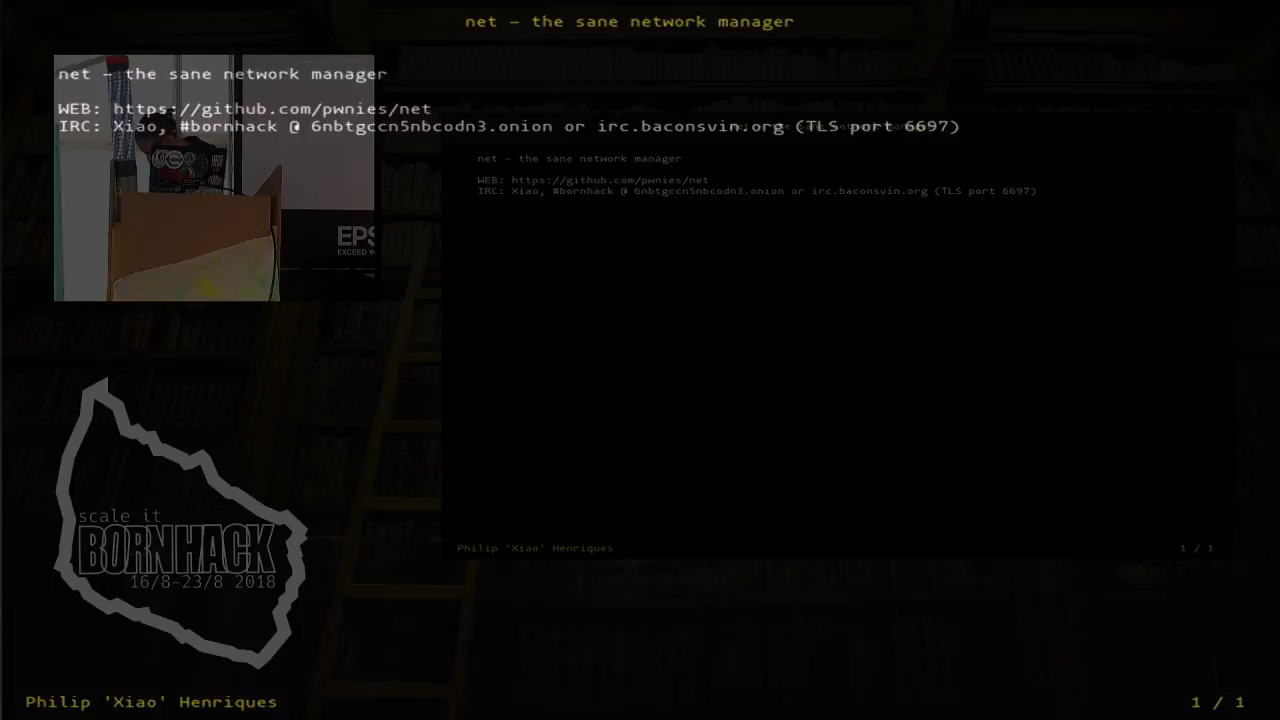 net – the sane network manager
net – the sane network manager
WEB: https://github.com/pwnies/net
IRC: Xiao, #bornhack @ 6nbtgccn5nbcodn3.onion or irc.baconsvin.org (TLS port 6697)
net – the sane network manager
WEB: https://github.com/pwnies/net
IRC: Xiao, #bornhack @ 6nbtgccn5nbcodn3.onion or irc.baconsvin.org (TLS port 6697)
EPS
EXCEED Y
scale it
BORNHACK
16/8-23/8 2018
Philip 'Xiao' Henriques
1 / 1
Philip 'Xiao' Henriques
1 / 1